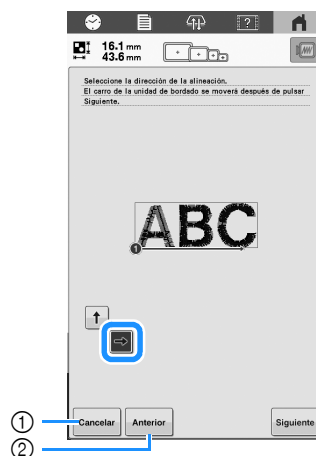 16.1 mm
43.6 mm
Seleccione la dirección de la alineación.
El carro de la unidad de bordado se moverá después de pulsar
Siguiente.
ABC
1
Cancelar
Anterior
Siguiente
①
②